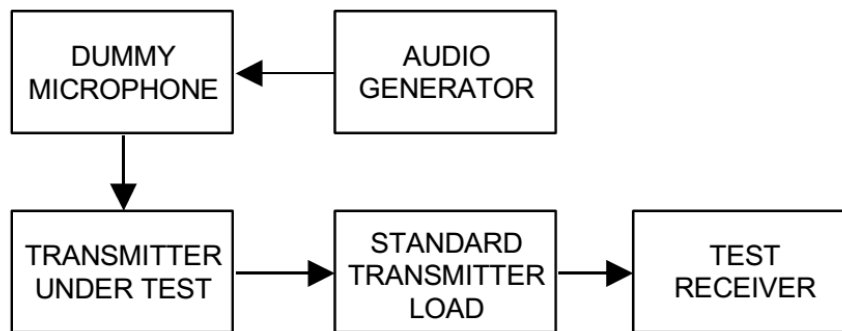 DUMMY
MICROPHONE
AUDIO
GENERATOR
TRANSMITTER
UNDER TEST
STANDARD
TRANSMITTER
LOAD
TEST
RECEIVER